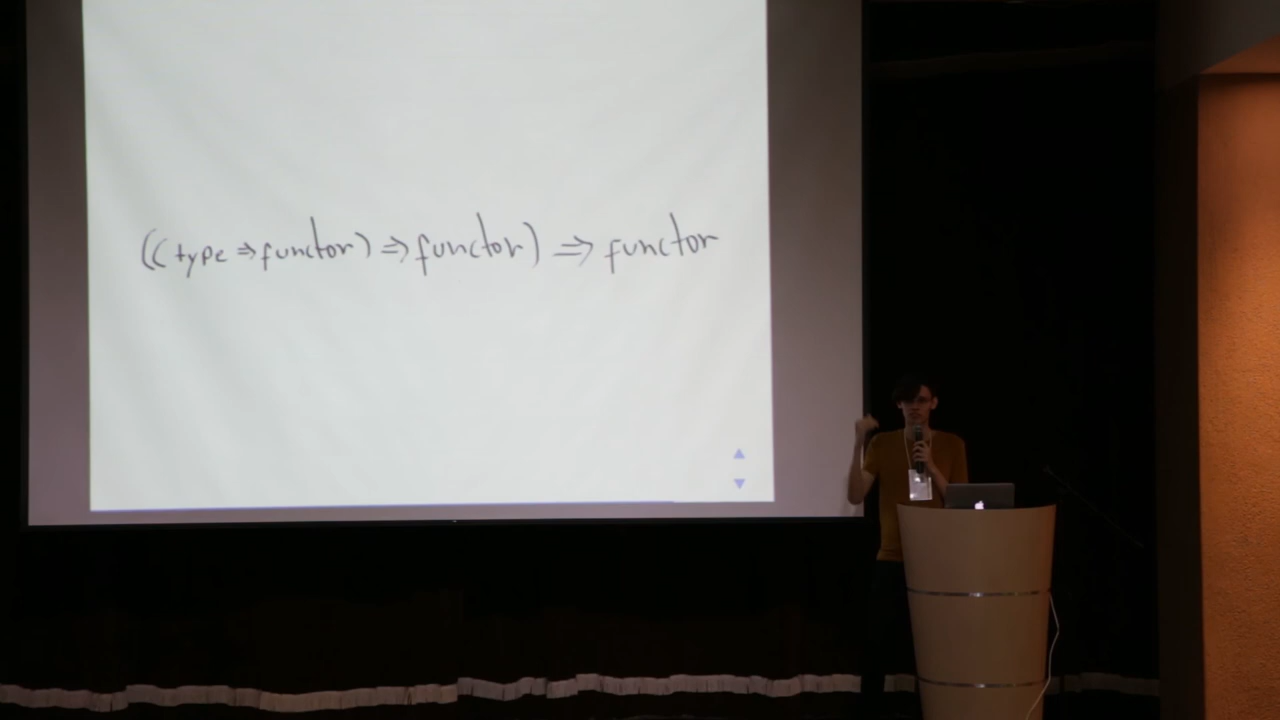 ((type ⇒ functor) ⇒ functor) ⇒ functor